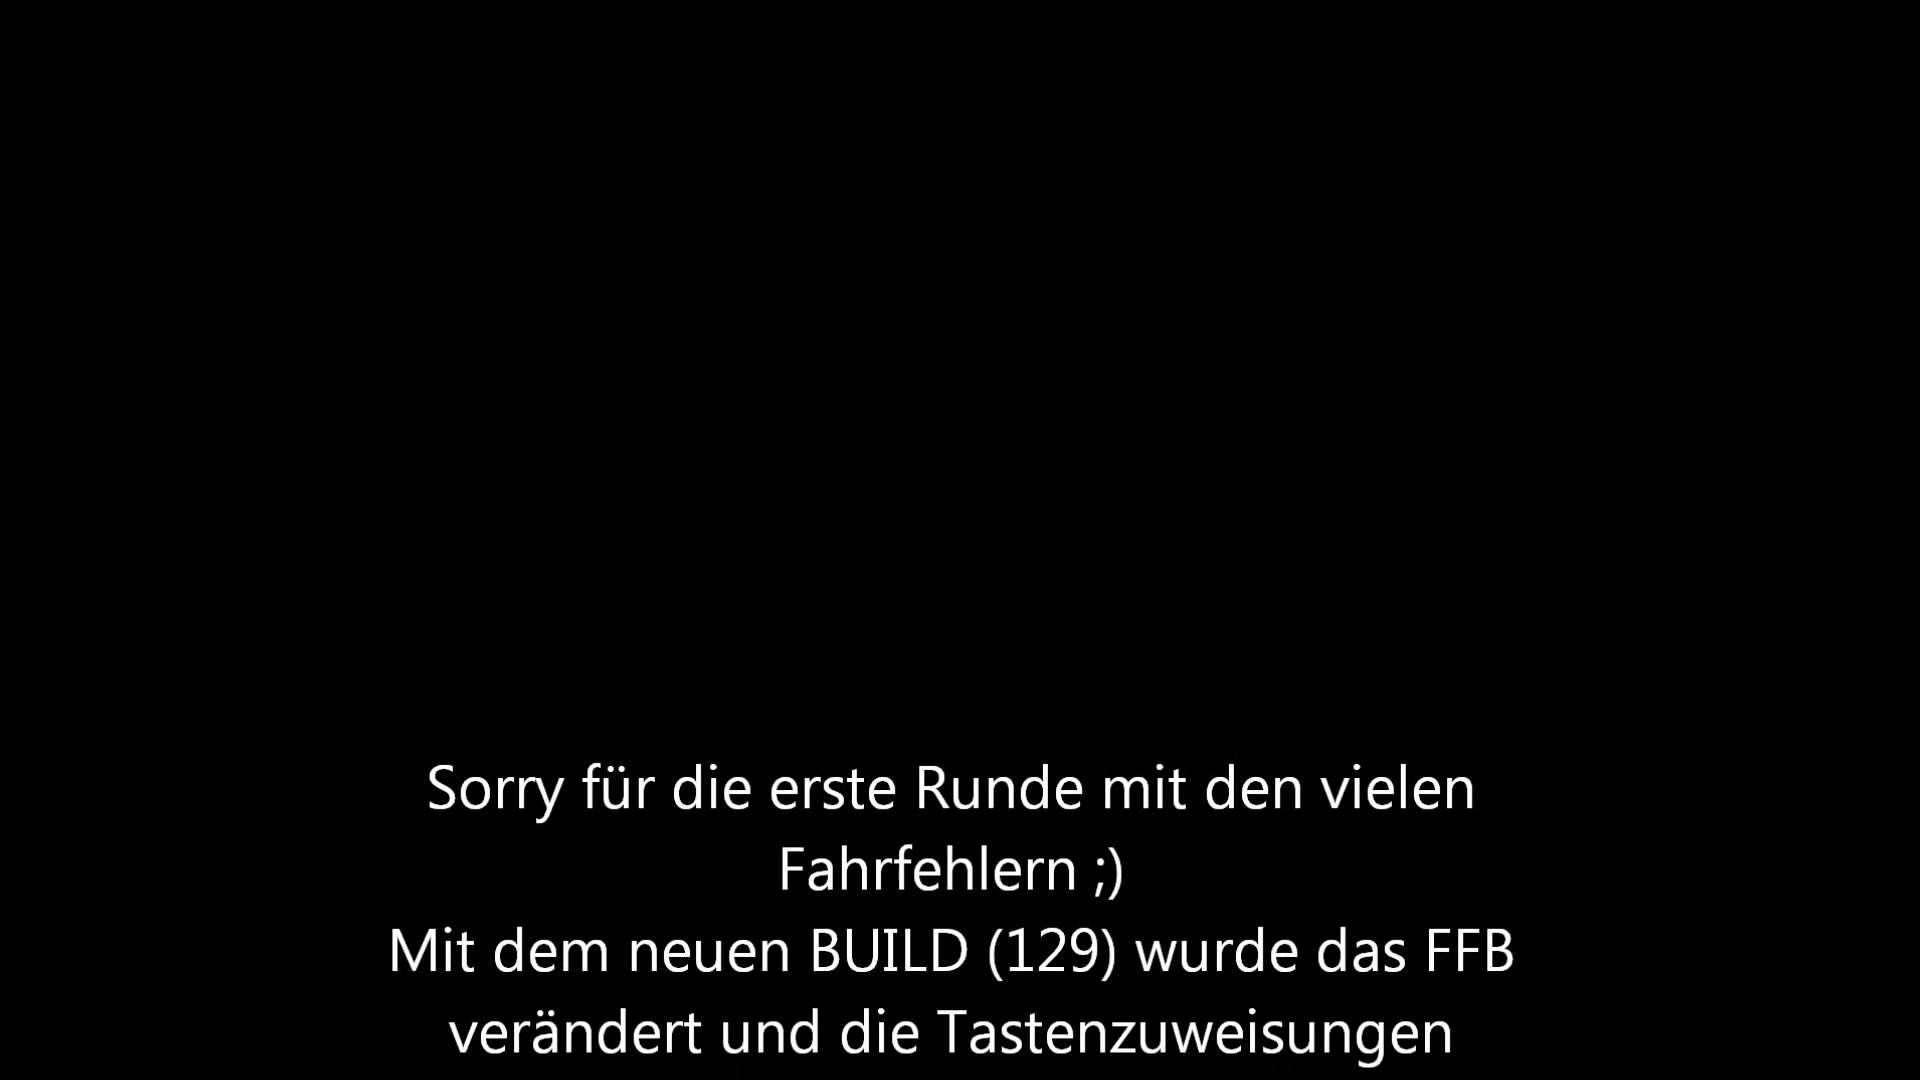 Sorry für die erste Runde mit den vielen
Fahrfehlern ;)
Mit dem neuen BUILD (129) wurde das FFB
verändert und die Tastenzuweisungen